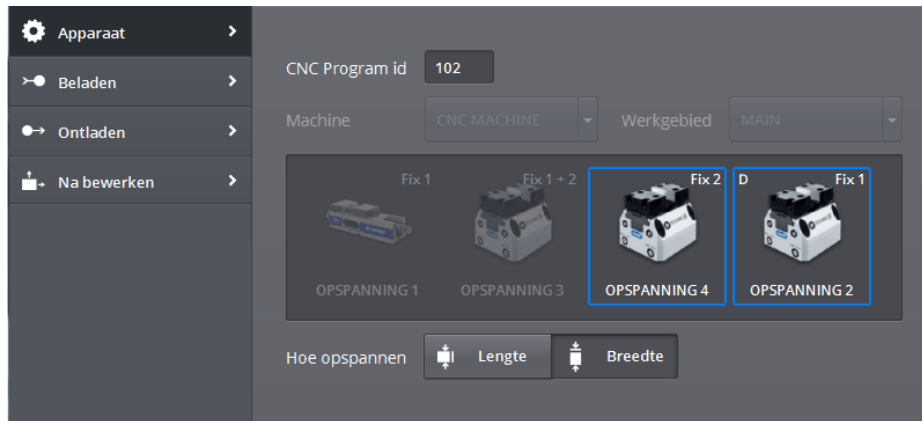 Apparaat
Beladen
Ontladen
Na bewerken
CNC Program id 102
Machine CNC MACHINE Werkgebied MAIN
Fix 1 Fix 1 + 2 Fix 2 D Fix 1
OPSPANNING 1 OPSPANNING 3 OPSPANNING 4 OPSPANNING 2
Hoe opspannen Lengte Breedte